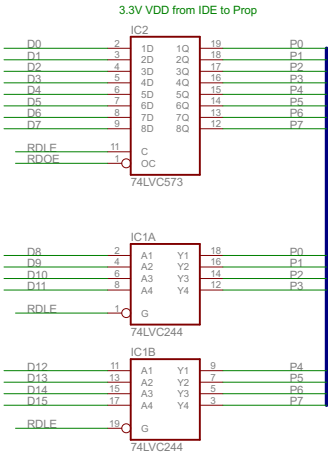 3.3V VDD from IDE to Prop
IC2
D0 2 1D 1Q 19 P0
D1 3 2D 2Q 18 P1
D2 4 3D 3Q 17 P2
D3 5 4D 4Q 16 P3
D4 6 5D 5Q 15 P4
D5 7 6D 6Q 14 P5
D6 8 7D 7Q 13 P6
D7 9 8D 8Q 12 P7
RDLE 11 C
RDOE 1 OC
74LVC573
IC1A
D8 2 A1 Y1 18 P0
D9 4 A2 Y2 16 P1
D10 6 A3 Y3 14 P2
D11 8 A4 Y4 12 P3
RDLE 1 G
74LVC244
IC1B
D12 11 A1 Y1 9 P4
D13 13 A2 Y2 7 P5
D14 15 A3 Y3 5 P6
D15 17 A4 Y4 3 P7
RDLE 19 G
74LVC244